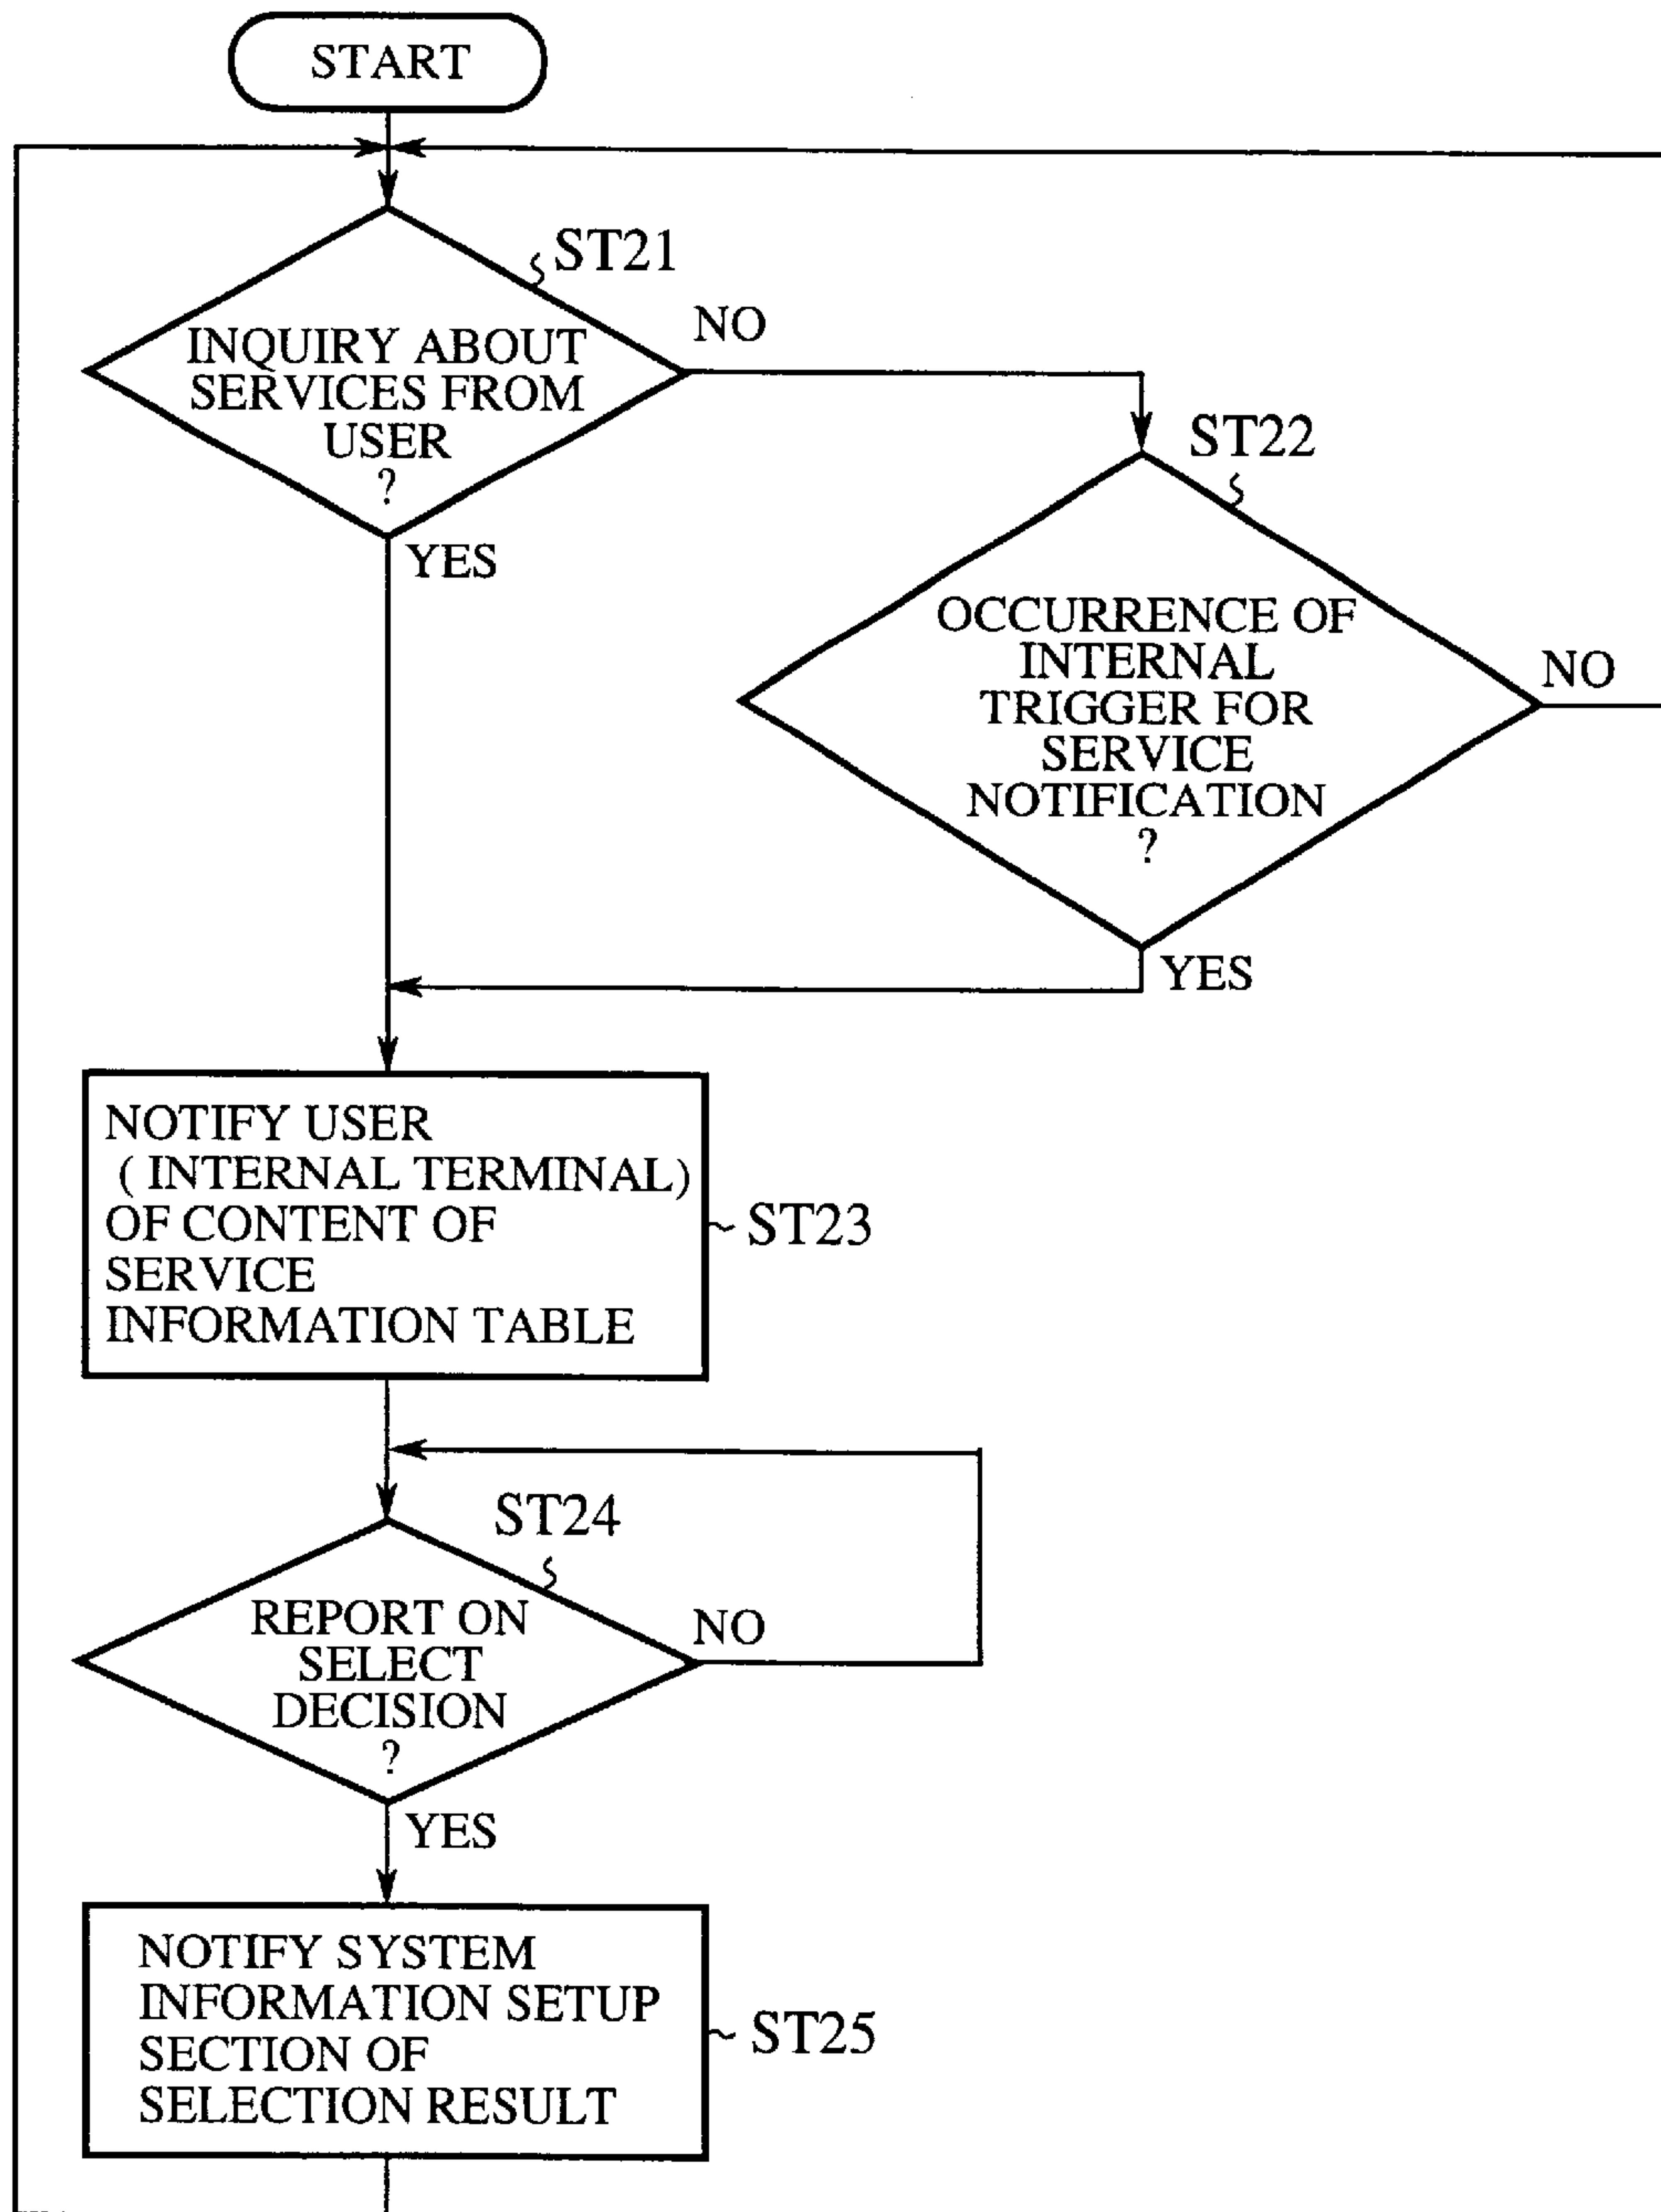 START
ST21
INQUIRY ABOUT
SERVICES FROM
USER
?
NO
YES
ST22
OCCURRENCE OF
INTERNAL
TRIGGER FOR
SERVICE
NOTIFICATION
?
NO
YES
NOTIFY USER
( INTERNAL TERMINAL)
OF CONTENT OF
SERVICE
INFORMATION TABLE
ST23
ST24
REPORT ON
SELECT
DECISION
?
NO
YES
NOTIFY SYSTEM
INFORMATION SETUP
SECTION OF
SELECTION RESULT
ST25